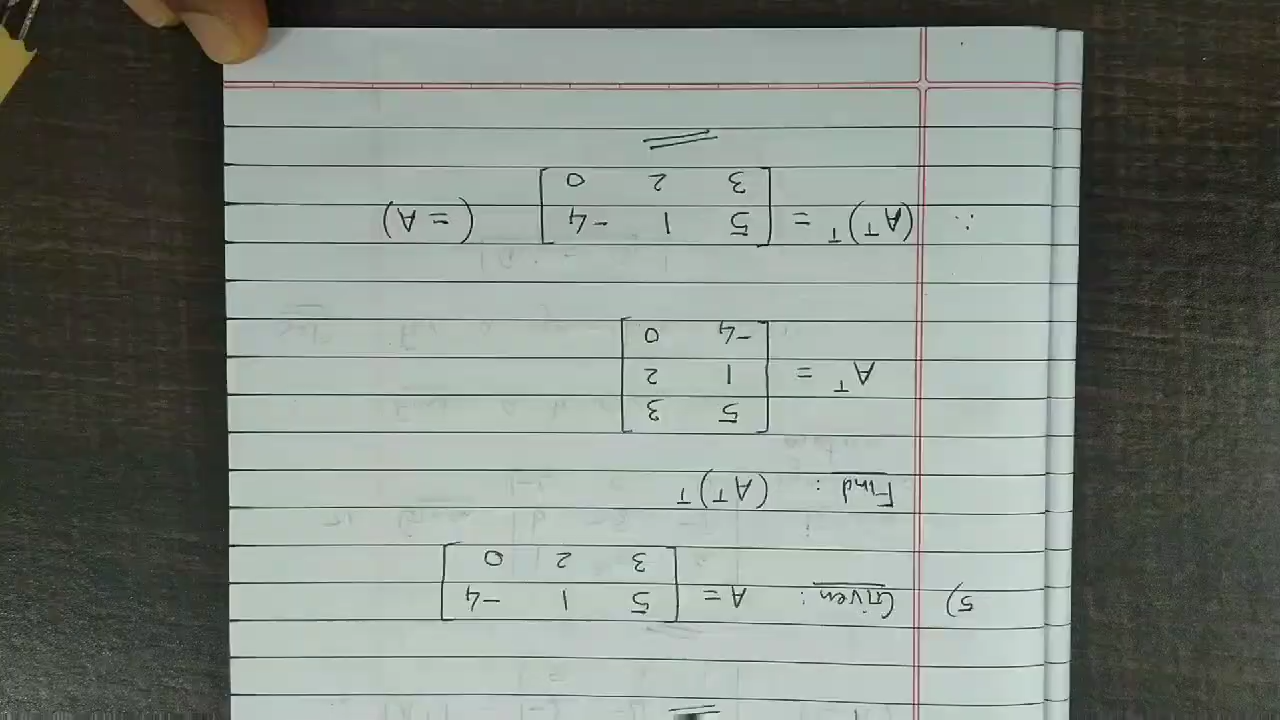 5) Given: A = [ 5 1 -4
3 2 0 ]
Find: (Aᵀ)ᵀ
Aᵀ = [ 5 3
1 2
-4 0 ]
∴ (Aᵀ)ᵀ = [ 5 1 -4
3 2 0 ] (= A)